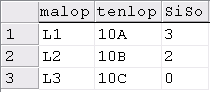 malop tenlop SiSo
1 L1 10A 3
2 L2 10B 2
3 L3 10C 0